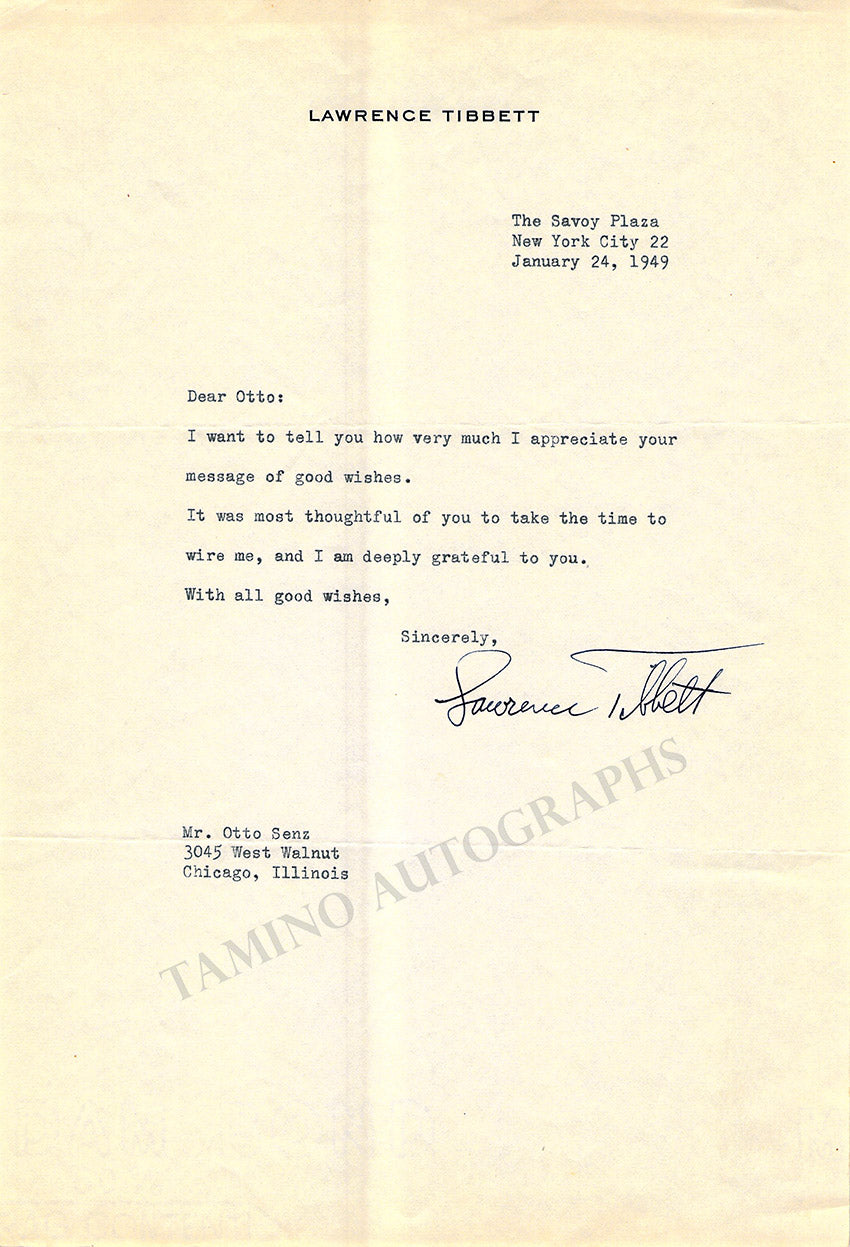 LAWRENCE TIBBETT
The Savoy Plaza
New York City 22
January 24, 1949
Dear Otto:
I want to tell you how very much I appreciate your
message of good wishes.
It was most thoughtful of you to take the time to
wire me, and I am deeply grateful to you.
With all good wishes,
Sincerely,
Lawrence Tibbett
TAMINO AUTOGRAPHS
Mr. Otto Senz
3045 West Walnut
Chicago, Illinois